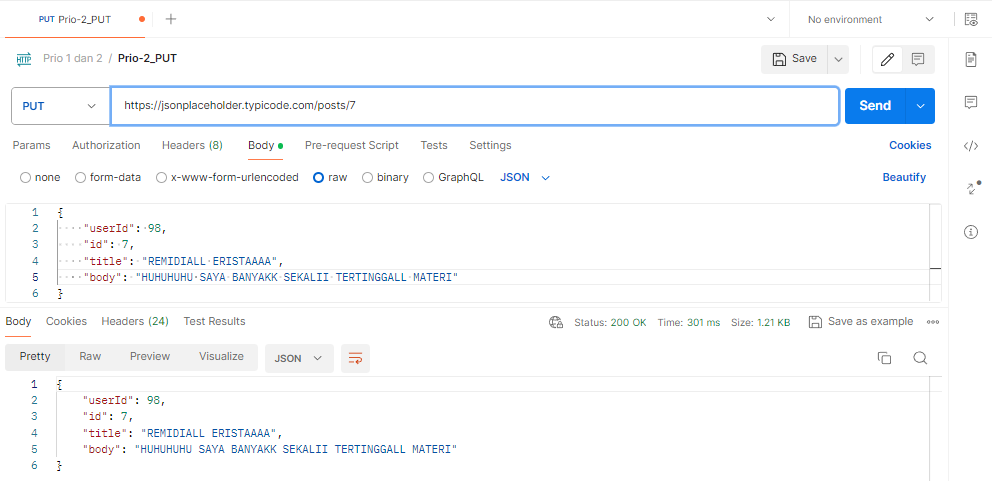 PUT Prio-2_PUT
No environment
HTTP Prio 1 dan 2 / Prio-2_PUT Save
PUT https://jsonplaceholder.typicode.com/posts/7 Send
Params Authorization Headers (8) Body Pre-request Script Tests Settings Cookies
none form-data x-www-form-urlencoded raw binary GraphQL JSON Beautify
1 {
2 "userId": 98,
3 "id": 7,
4 "title": "REMIDIALL ERISTAAAA",
5 "body": "HUHUHUHU SAYA BANYAKK SEKALII TERTINGGALL MATERI"
6 }
Body Cookies Headers (24) Test Results Status: 200 OK Time: 301 ms Size: 1.21 KB Save as example
Pretty Raw Preview Visualize JSON
1 {
2 "userId": 98,
3 "id": 7,
4 "title": "REMIDIALL ERISTAAAA",
5 "body": "HUHUHUHU SAYA BANYAKK SEKALII TERTINGGALL MATERI"
6 }